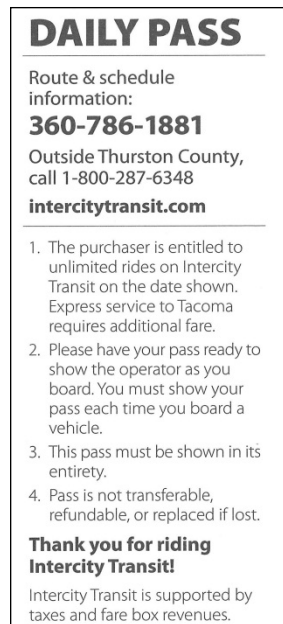 DAILY PASS
Route & schedule
information:
360-786-1881
Outside Thurston County,
call 1-800-287-6348
intercitytransit.com
1. The purchaser is entitled to
unlimited rides on Intercity
Transit on the date shown.
Express service to Tacoma
requires additional fare.
2. Please have your pass ready to
show the operator as you
board. You must show your
pass each time you board a
vehicle.
3. This pass must be shown in its
entirety.
4. Pass is not transferable,
refundable, or replaced if lost.
Thank you for riding
Intercity Transit!
Intercity Transit is supported by
taxes and fare box revenues.